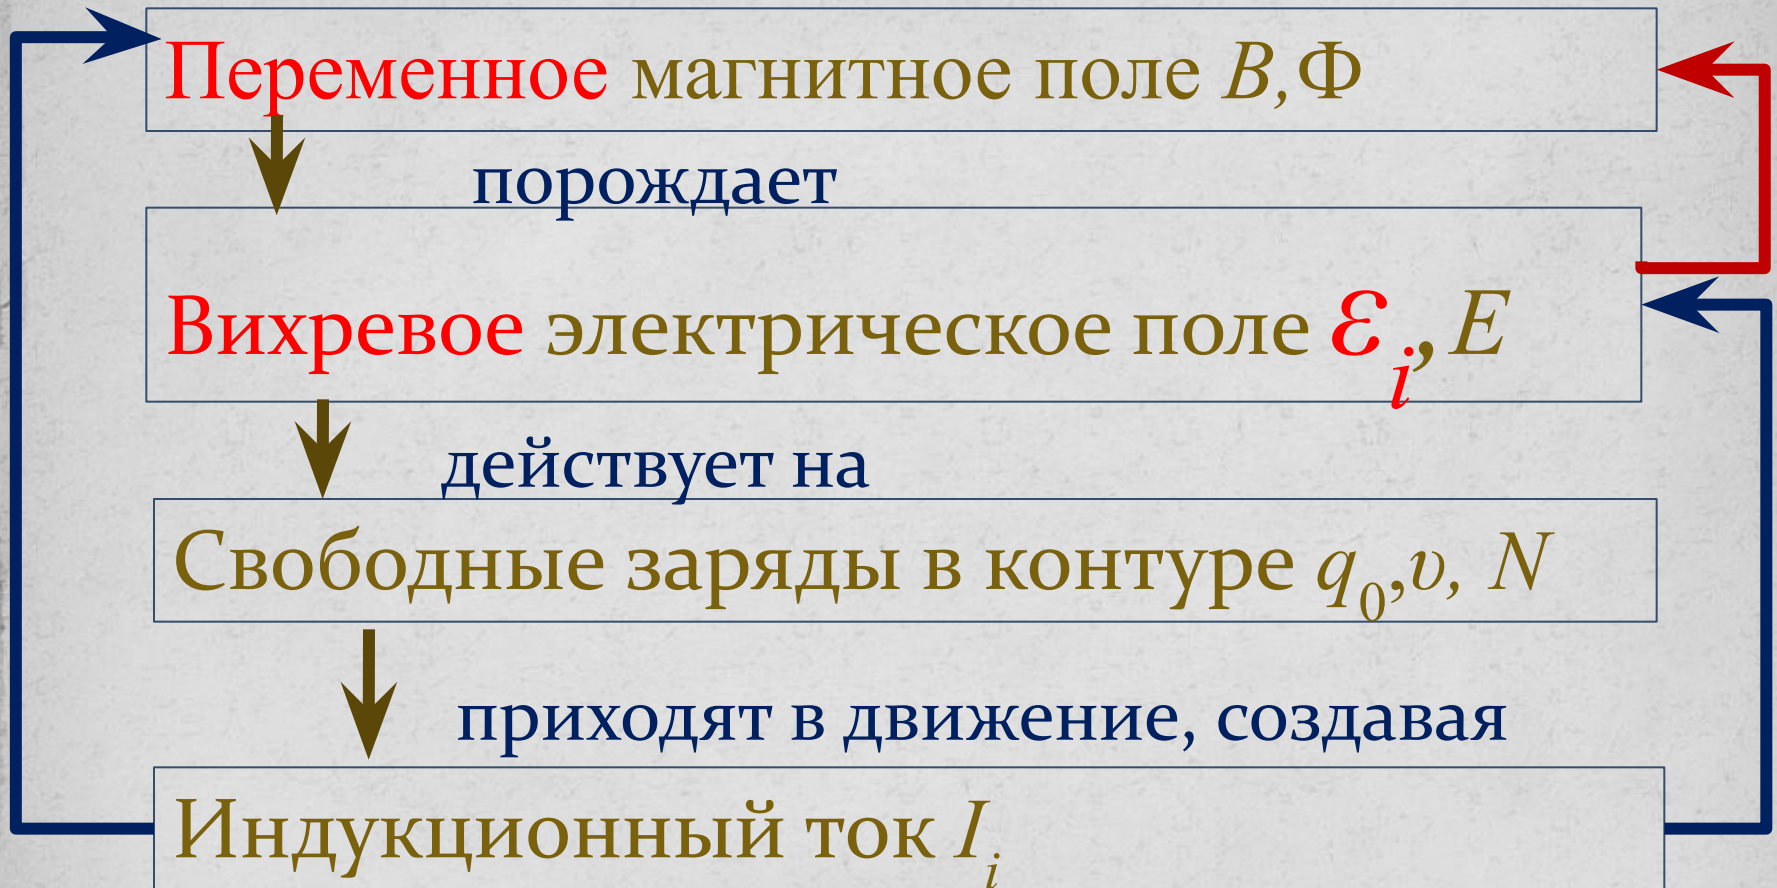 Переменное магнитное поле B,Ф
порождает
Вихревое электрическое поле ℰi, E
действует на
Свободные заряды в контуре q0,υ, N
приходят в движение, создавая
Индукционный ток Ii